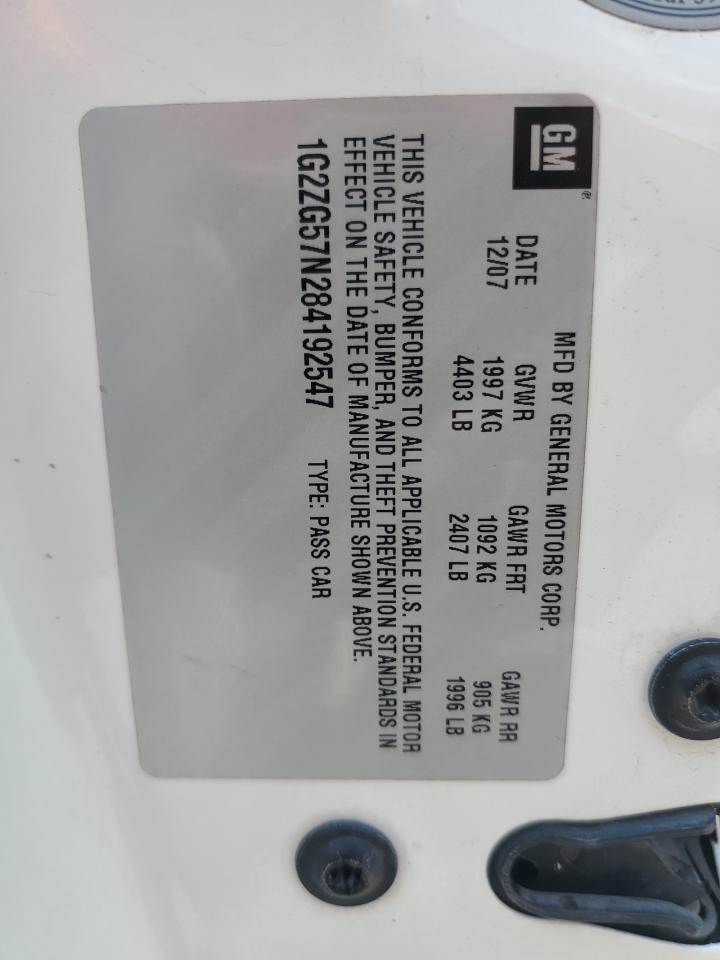 GM®
MFD BY GENERAL MOTORS CORP.
DATE GVWR GAWR FRT GAWR RR
12/07 1997 KG 1092 KG 905 KG
4403 LB 2407 LB 1996 LB
THIS VEHICLE CONFORMS TO ALL APPLICABLE U.S. FEDERAL MOTOR
VEHICLE SAFETY, BUMPER, AND THEFT PREVENTION STANDARDS IN
EFFECT ON THE DATE OF MANUFACTURE SHOWN ABOVE.
1G2ZG57N284192547 TYPE: PASS CAR